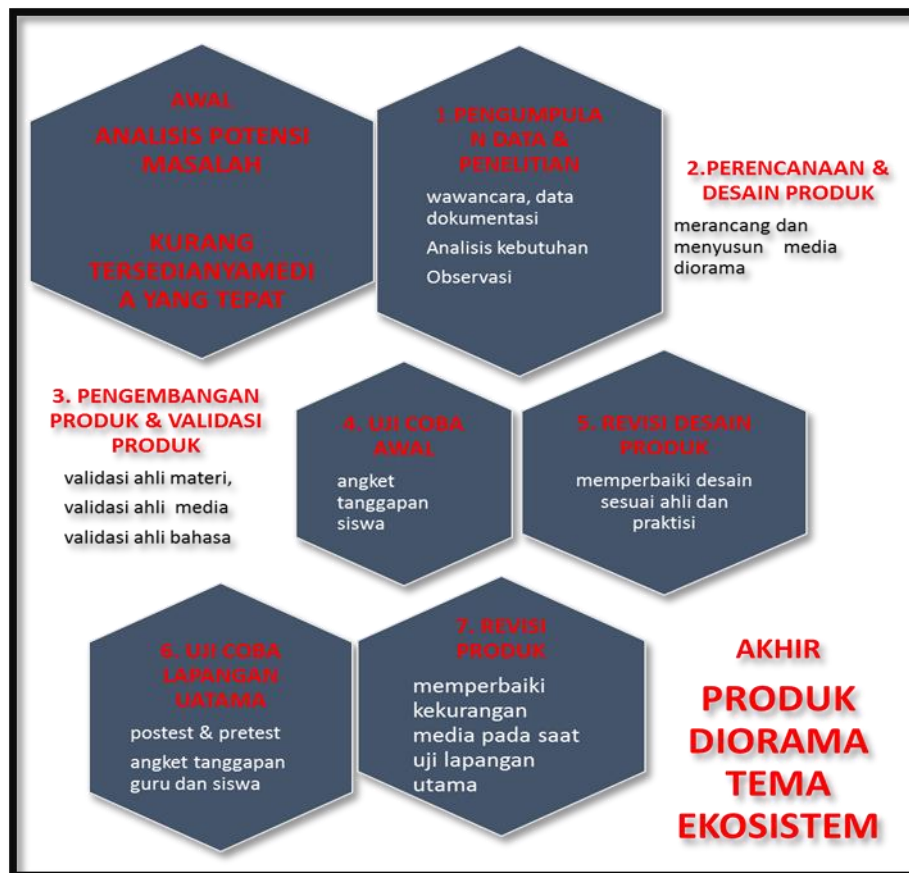 AWAL
ANALISIS POTENSI
MASALAH
KURANG
TERSEDIANYAMEDI
A YANG TEPAT
1.PENGUMPULA
N DATA &
PENELITIAN
wawancara, data
dokumentasi
Analisis kebutuhan
Observasi
2.PERENCANAAN &
DESAIN PRODUK
merancang dan
menyusun media
diorama
3. PENGEMBANGAN
PRODUK & VALIDASI
PRODUK
validasi ahli materi,
validasi ahli media
validasi ahli bahasa
4. UJI COBA
AWAL
angket
tanggapan
siswa
5. REVISI DESAIN
PRODUK
memperbaiki desain
sesuai ahli dan
praktisi
6. UJI COBA
LAPANGAN
UATAMA
postest & pretest
angket tanggapan
guru dan siswa
7. REVISI
PRODUK
memperbaiki
kekurangan
media pada saat
uji lapangan
utama
AKHIR
PRODUK
DIORAMA
TEMA
EKOSISTEM